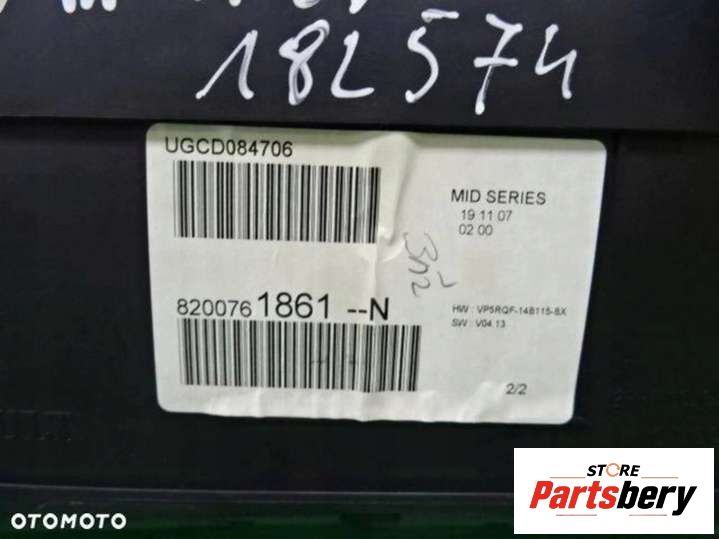 182574
UGCD084706
MID SERIES
19 11 07
02 00
8200761861 --N
HW : VP5RQF-14B115-BX
SW : V04.13
2/2
STORE
Partsbery
OTOMOTO